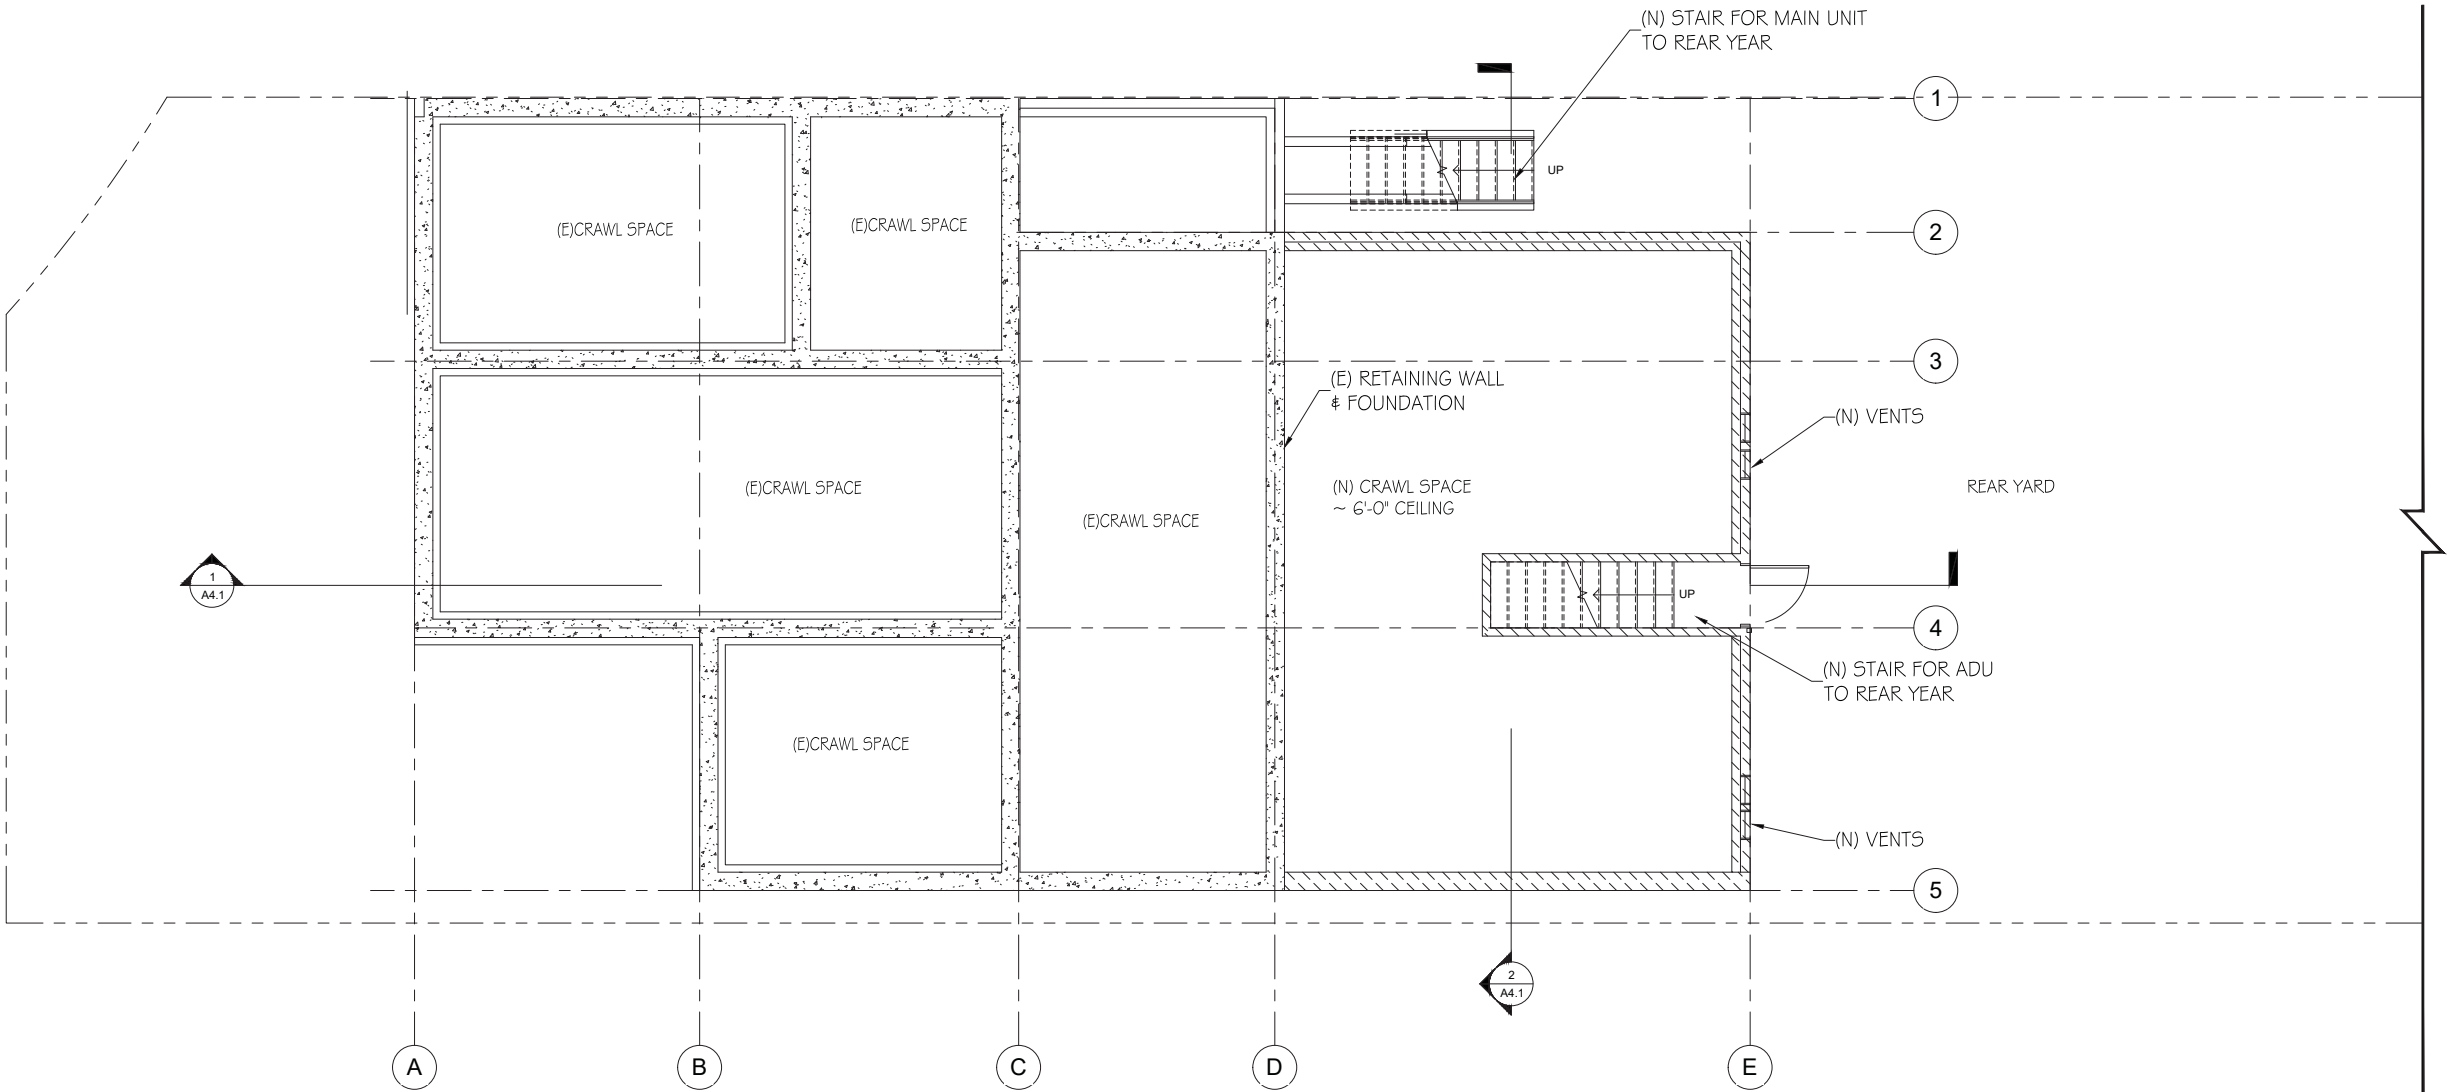 (N) STAIR FOR MAIN UNIT
TO REAR YEAR
1
UP
2
(E)CRAWL SPACE
(E)CRAWL SPACE
3
(E) RETAINING WALL
& FOUNDATION
(N) VENTS
(E)CRAWL SPACE
(N) CRAWL SPACE
~ 6'-0" CEILING
REAR YARD
(E)CRAWL SPACE
1
A4.1
UP
4
(N) STAIR FOR ADU
TO REAR YEAR
(E)CRAWL SPACE
(N) VENTS
5
2
A4.1
A
B
C
D
E